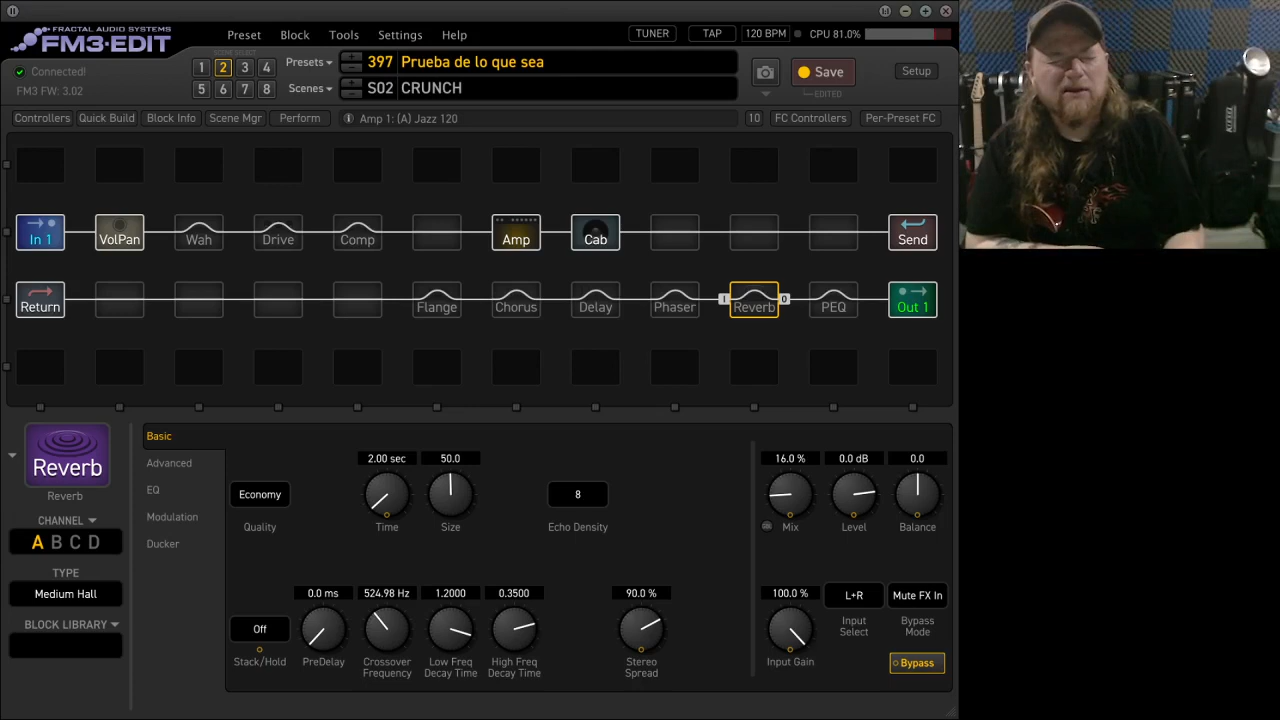 FRACTAL AUDIO SYSTEMS
FM3-EDIT
Preset Block Tools Settings Help
TUNER TAP 120 BPM CPU 81.0%
SCENE SELECT
1 2 3 4
5 6 7 8
Connected!
FM3 FW: 3.02
Presets 397 Prueba de lo que sea
Scenes S02 CRUNCH
Save
EDITED
Setup
Controllers Quick Build Block Info Scene Mgr Perform Amp 1: (A) Jazz 120 10 FC Controllers Per-Preset FC
In 1 VolPan Wah Drive Comp Amp Cab Send
Return Flange Chorus Delay Phaser I Reverb O PEQ Out 1
Reverb
Reverb
CHANNEL
A B C D
TYPE
Medium Hall
BLOCK LIBRARY
Basic
Advanced
EQ
Modulation
Ducker
2.00 sec 50.0 16.0 % 0.0 dB 0.0
Economy 8
Quality Time Size Echo Density Mix Level Balance
0.0 ms 524.98 Hz 1.2000 0.3500 90.0 % 100.0 % L+R Mute FX In
Off
Stack/Hold PreDelay Crossover Frequency Low Freq Decay Time High Freq Decay Time Stereo Spread Input Gain Input Select Bypass Mode
Bypass